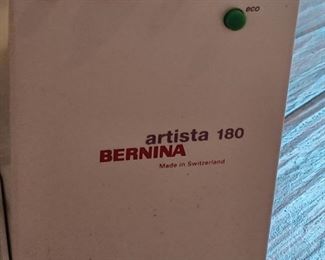 eco
artista 180
BERNINA
Made in Switzerland